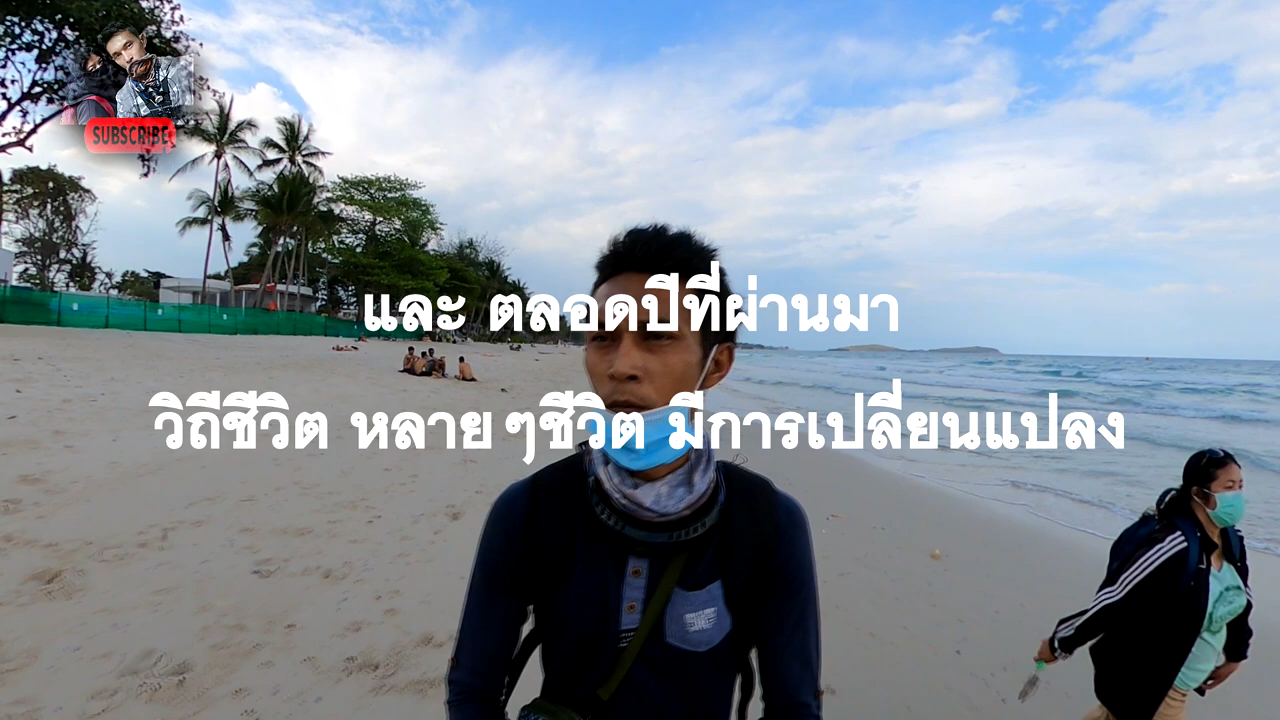 SUBSCRIBE
และ ตลอดปีที่ผ่านมา
วิถีชีวิต หลายๆชีวิต มีการเปลี่ยนแปลง